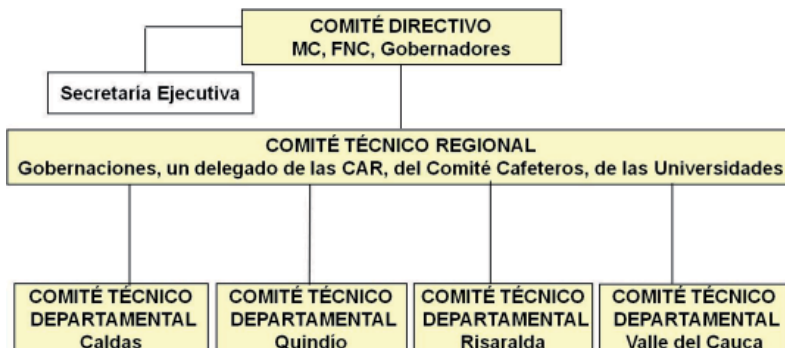 COMITÉ DIRECTIVO
MC, FNC, Gobernadores
Secretaría Ejecutiva
COMITÉ TÉCNICO REGIONAL
Gobernaciones, un delegado de las CAR, del Comité Cafeteros, de las Universidades
COMITÉ TÉCNICO
DEPARTAMENTAL
Caldas
COMITÉ TÉCNICO
DEPARTAMENTAL
Quindío
COMITÉ TÉCNICO
DEPARTAMENTAL
Risaralda
COMITÉ TÉCNICO
DEPARTAMENTAL
Valle del Cauca